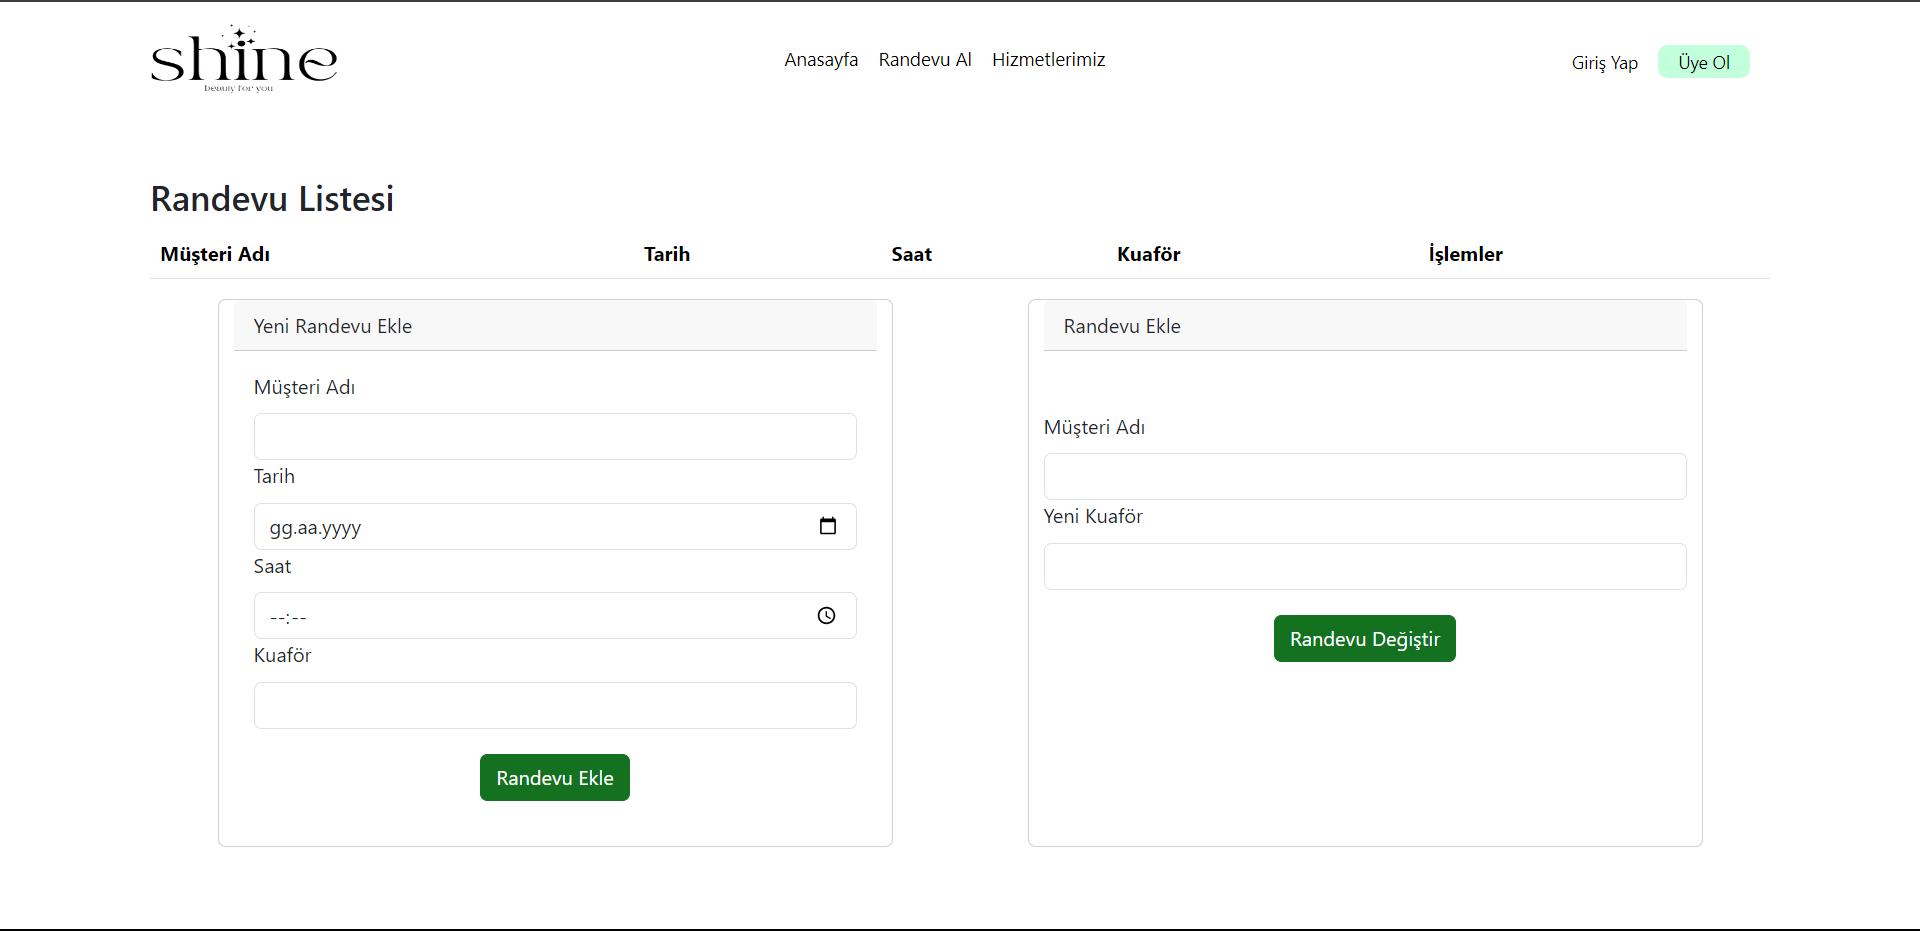 shine
beauty for you
Anasayfa Randevu Al Hizmetlerimiz
Giriş Yap Üye Ol
Randevu Listesi
Müşteri Adı Tarih Saat Kuaför İşlemler
Yeni Randevu Ekle
Müşteri Adı
Tarih
gg.aa.yyyy
Saat
--:--
Kuaför
Randevu Ekle
Randevu Ekle
Müşteri Adı
Yeni Kuaför
Randevu Değiştir